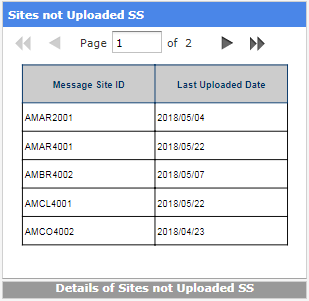 Sites not Uploaded SS
Page 1 of 2
Message Site ID Last Uploaded Date
AMAR2001 2018/05/04
AMAR4001 2018/05/22
AMBR4002 2018/05/07
AMCL4001 2018/05/22
AMCO4002 2018/04/23
Details of Sites not Uploaded SS